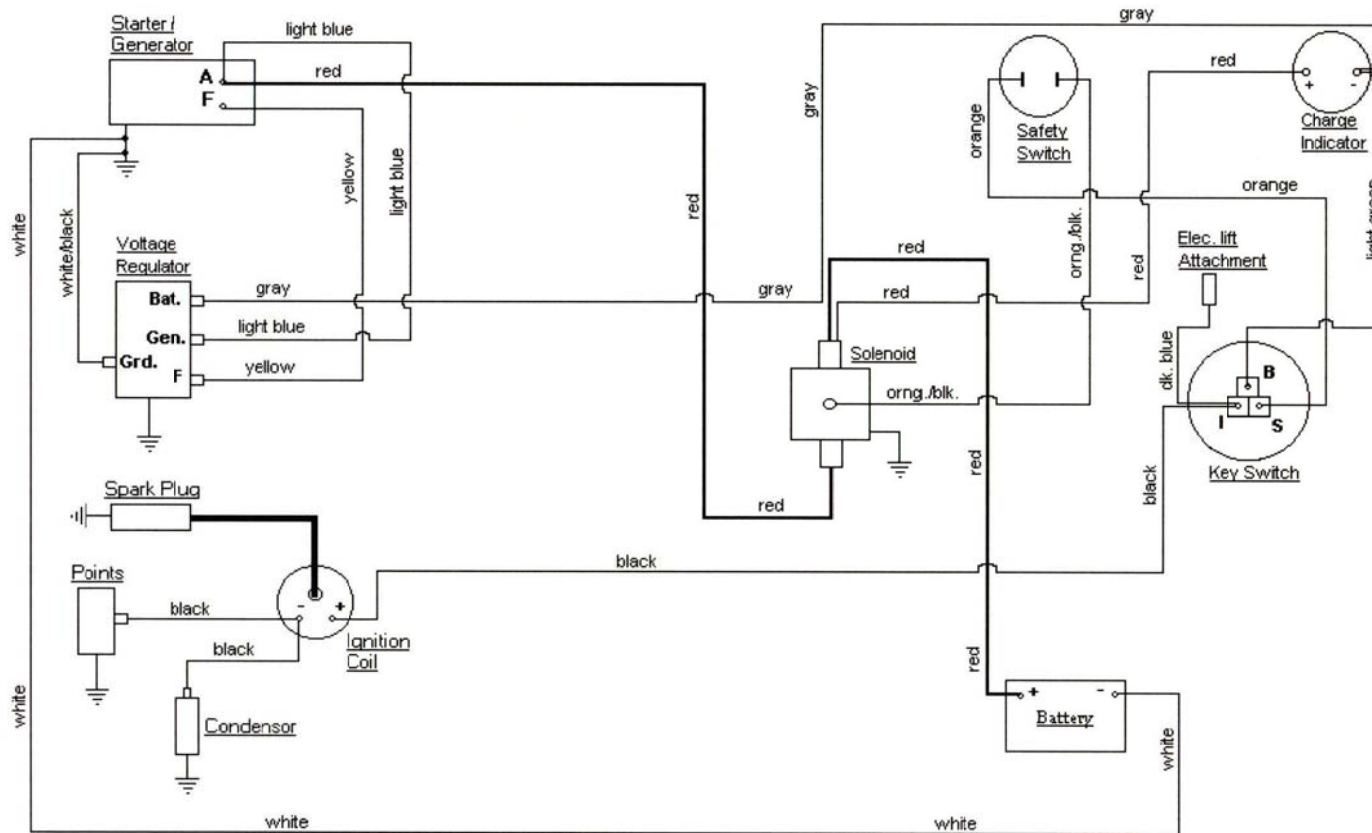 gray
Starter/
Generator
light blue
A
red
F
red
+
-
Charge
Indicator
gray
orange
Safety
Switch
yellow
light blue
white
white/black
red
orange
orng./blk.
red
Elec. lift
Attachment
Voltage
Regulator
Bat.
gray
gray
red
red
Gen.
light blue
Grd.
F
yellow
Solenoid
orng./blk.
dk. blue
B
I
S
Key Switch
red
black
red
Spark Plug
black
Points
black
-
+
Ignition
Coil
black
Condensor
red
+
-
Battery
white
white
white
white